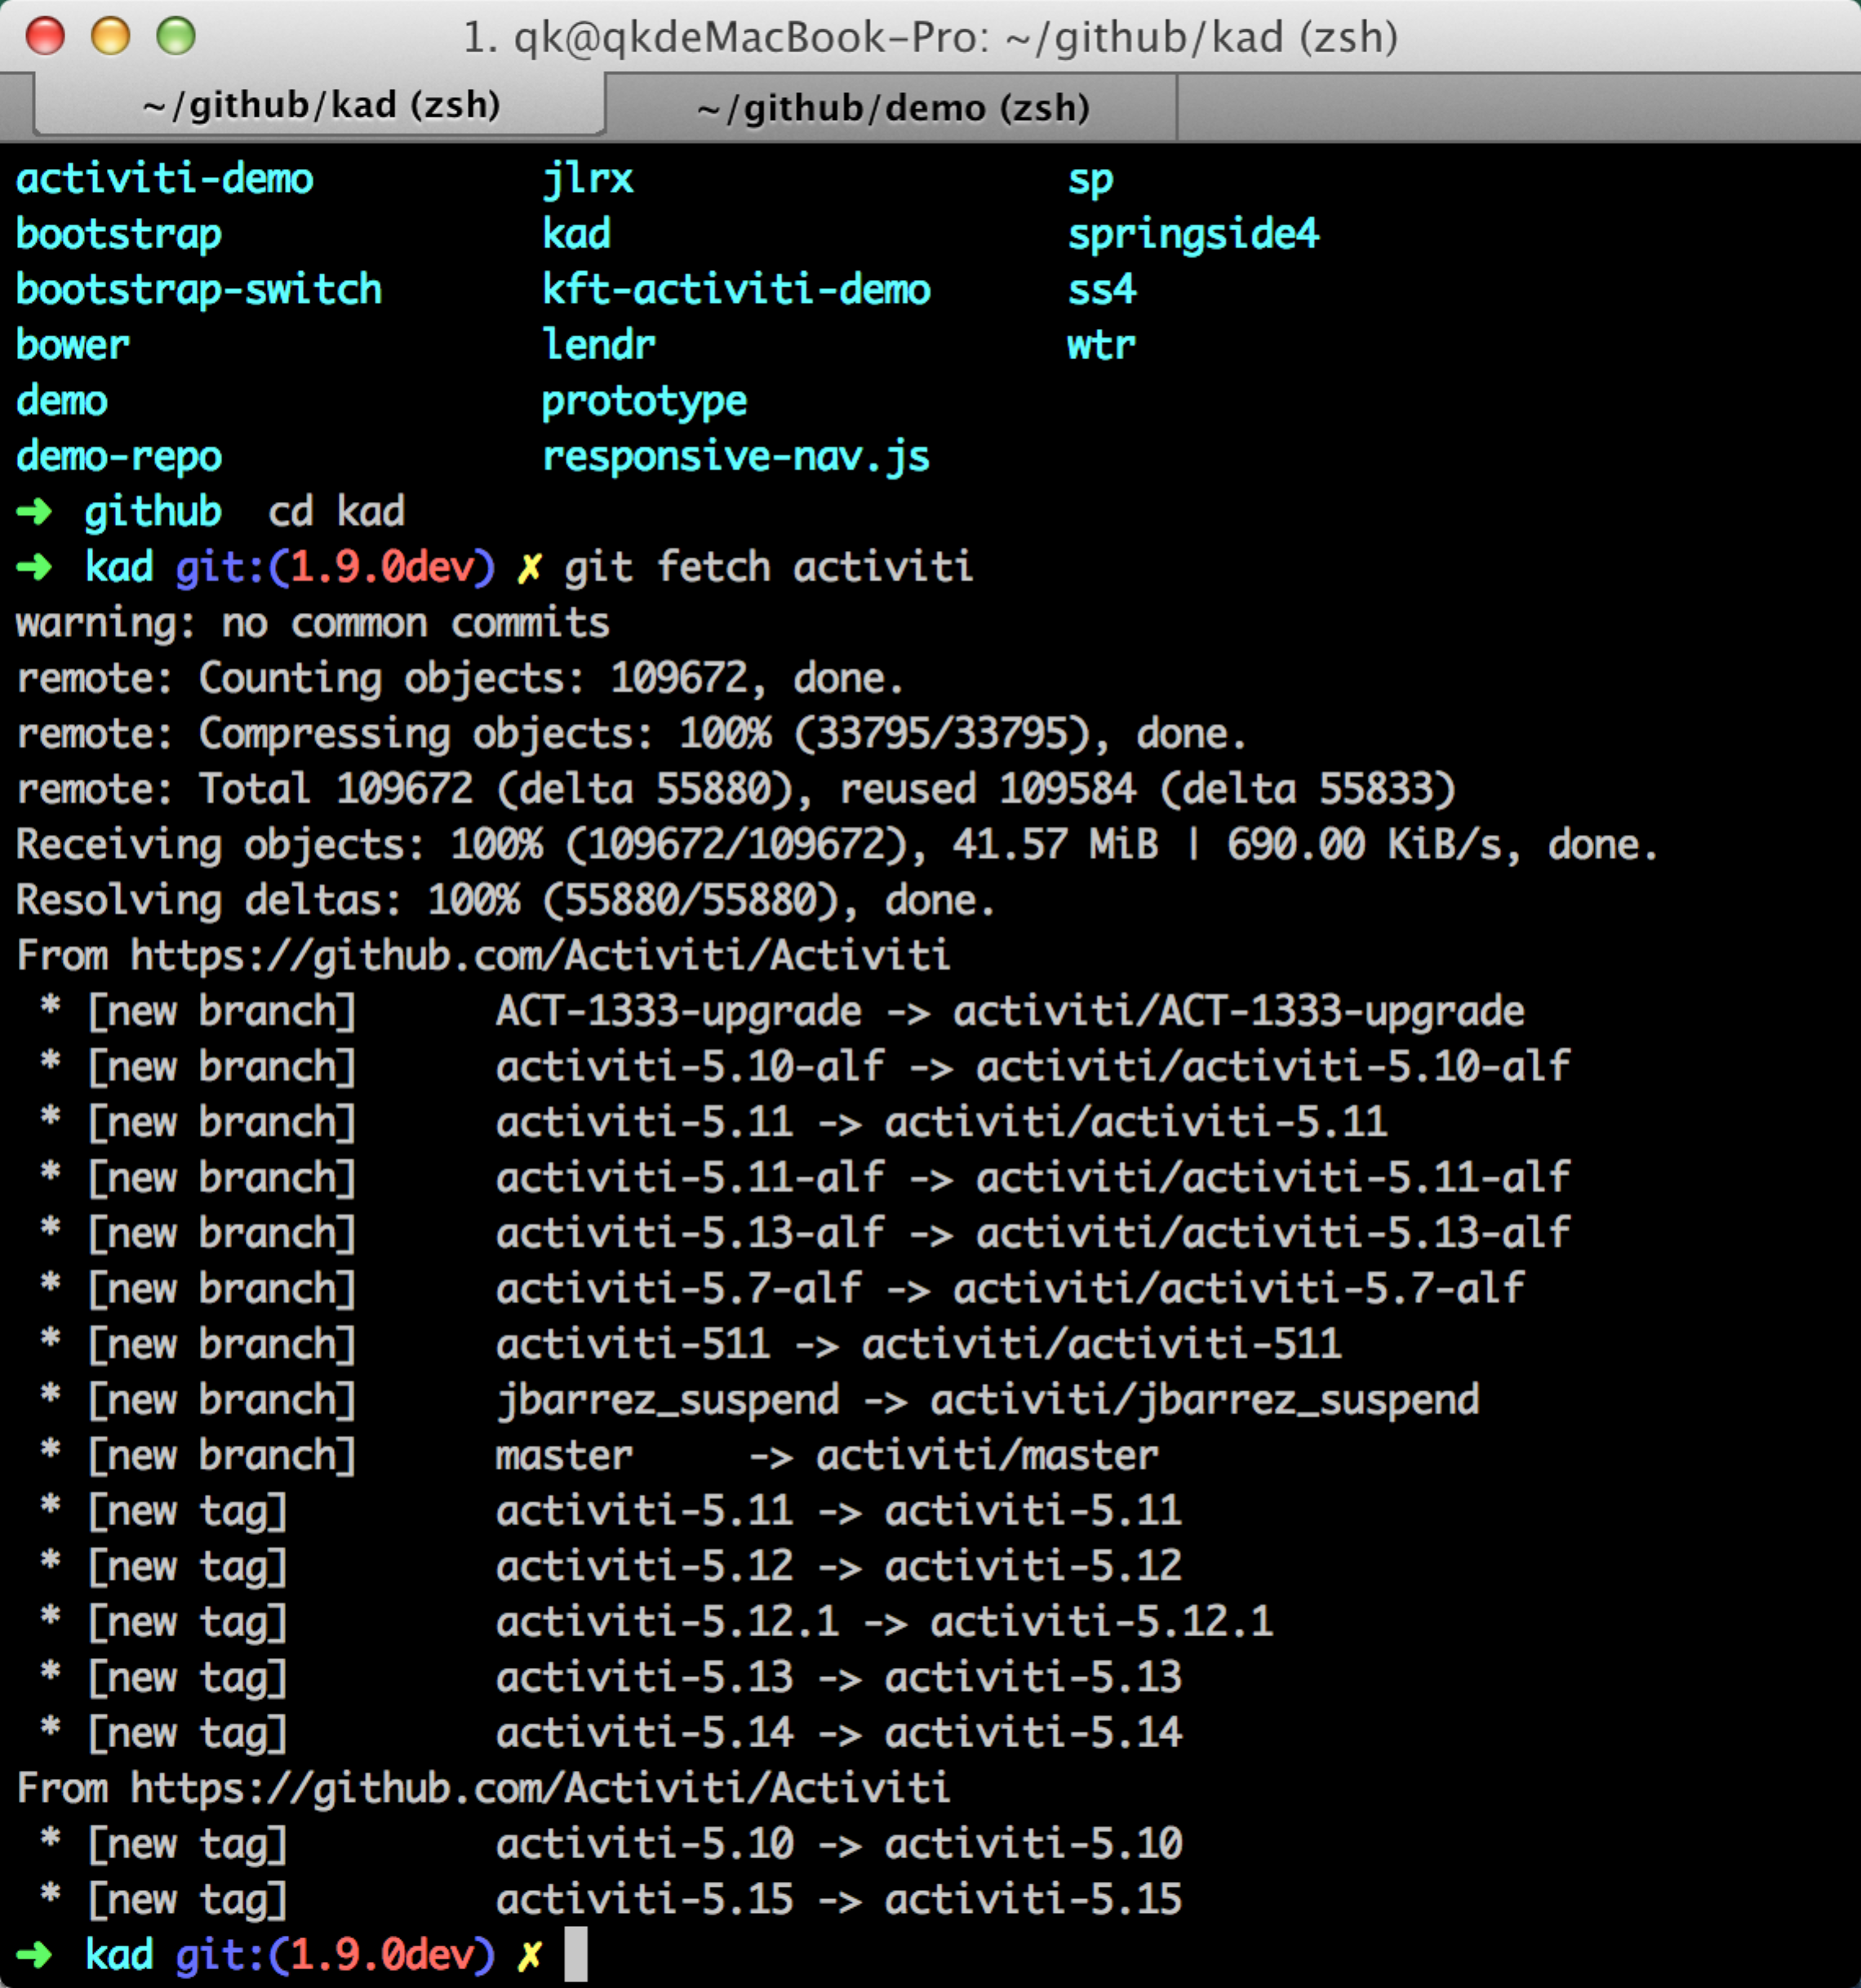 1. qk@qkdeMacBook-Pro: ~/github/kad (zsh)
~/github/kad (zsh) ~/github/demo (zsh)
activiti-demo jlrx sp
bootstrap kad springside4
bootstrap-switch kft-activiti-demo ss4
bower lendr wtr
demo prototype
demo-repo responsive-nav.js
➜ github cd kad
➜ kad git:(1.9.0dev) ✗ git fetch activiti
warning: no common commits
remote: Counting objects: 109672, done.
remote: Compressing objects: 100% (33795/33795), done.
remote: Total 109672 (delta 55880), reused 109584 (delta 55833)
Receiving objects: 100% (109672/109672), 41.57 MiB | 690.00 KiB/s, done.
Resolving deltas: 100% (55880/55880), done.
From https://github.com/Activiti/Activiti
* [new branch] ACT-1333-upgrade -> activiti/ACT-1333-upgrade
* [new branch] activiti-5.10-alf -> activiti/activiti-5.10-alf
* [new branch] activiti-5.11 -> activiti/activiti-5.11
* [new branch] activiti-5.11-alf -> activiti/activiti-5.11-alf
* [new branch] activiti-5.13-alf -> activiti/activiti-5.13-alf
* [new branch] activiti-5.7-alf -> activiti/activiti-5.7-alf
* [new branch] activiti-511 -> activiti/activiti-511
* [new branch] jbarrez_suspend -> activiti/jbarrez_suspend
* [new branch] master -> activiti/master
* [new tag] activiti-5.11 -> activiti-5.11
* [new tag] activiti-5.12 -> activiti-5.12
* [new tag] activiti-5.12.1 -> activiti-5.12.1
* [new tag] activiti-5.13 -> activiti-5.13
* [new tag] activiti-5.14 -> activiti-5.14
From https://github.com/Activiti/Activiti
* [new tag] activiti-5.10 -> activiti-5.10
* [new tag] activiti-5.15 -> activiti-5.15
➜ kad git:(1.9.0dev) ✗